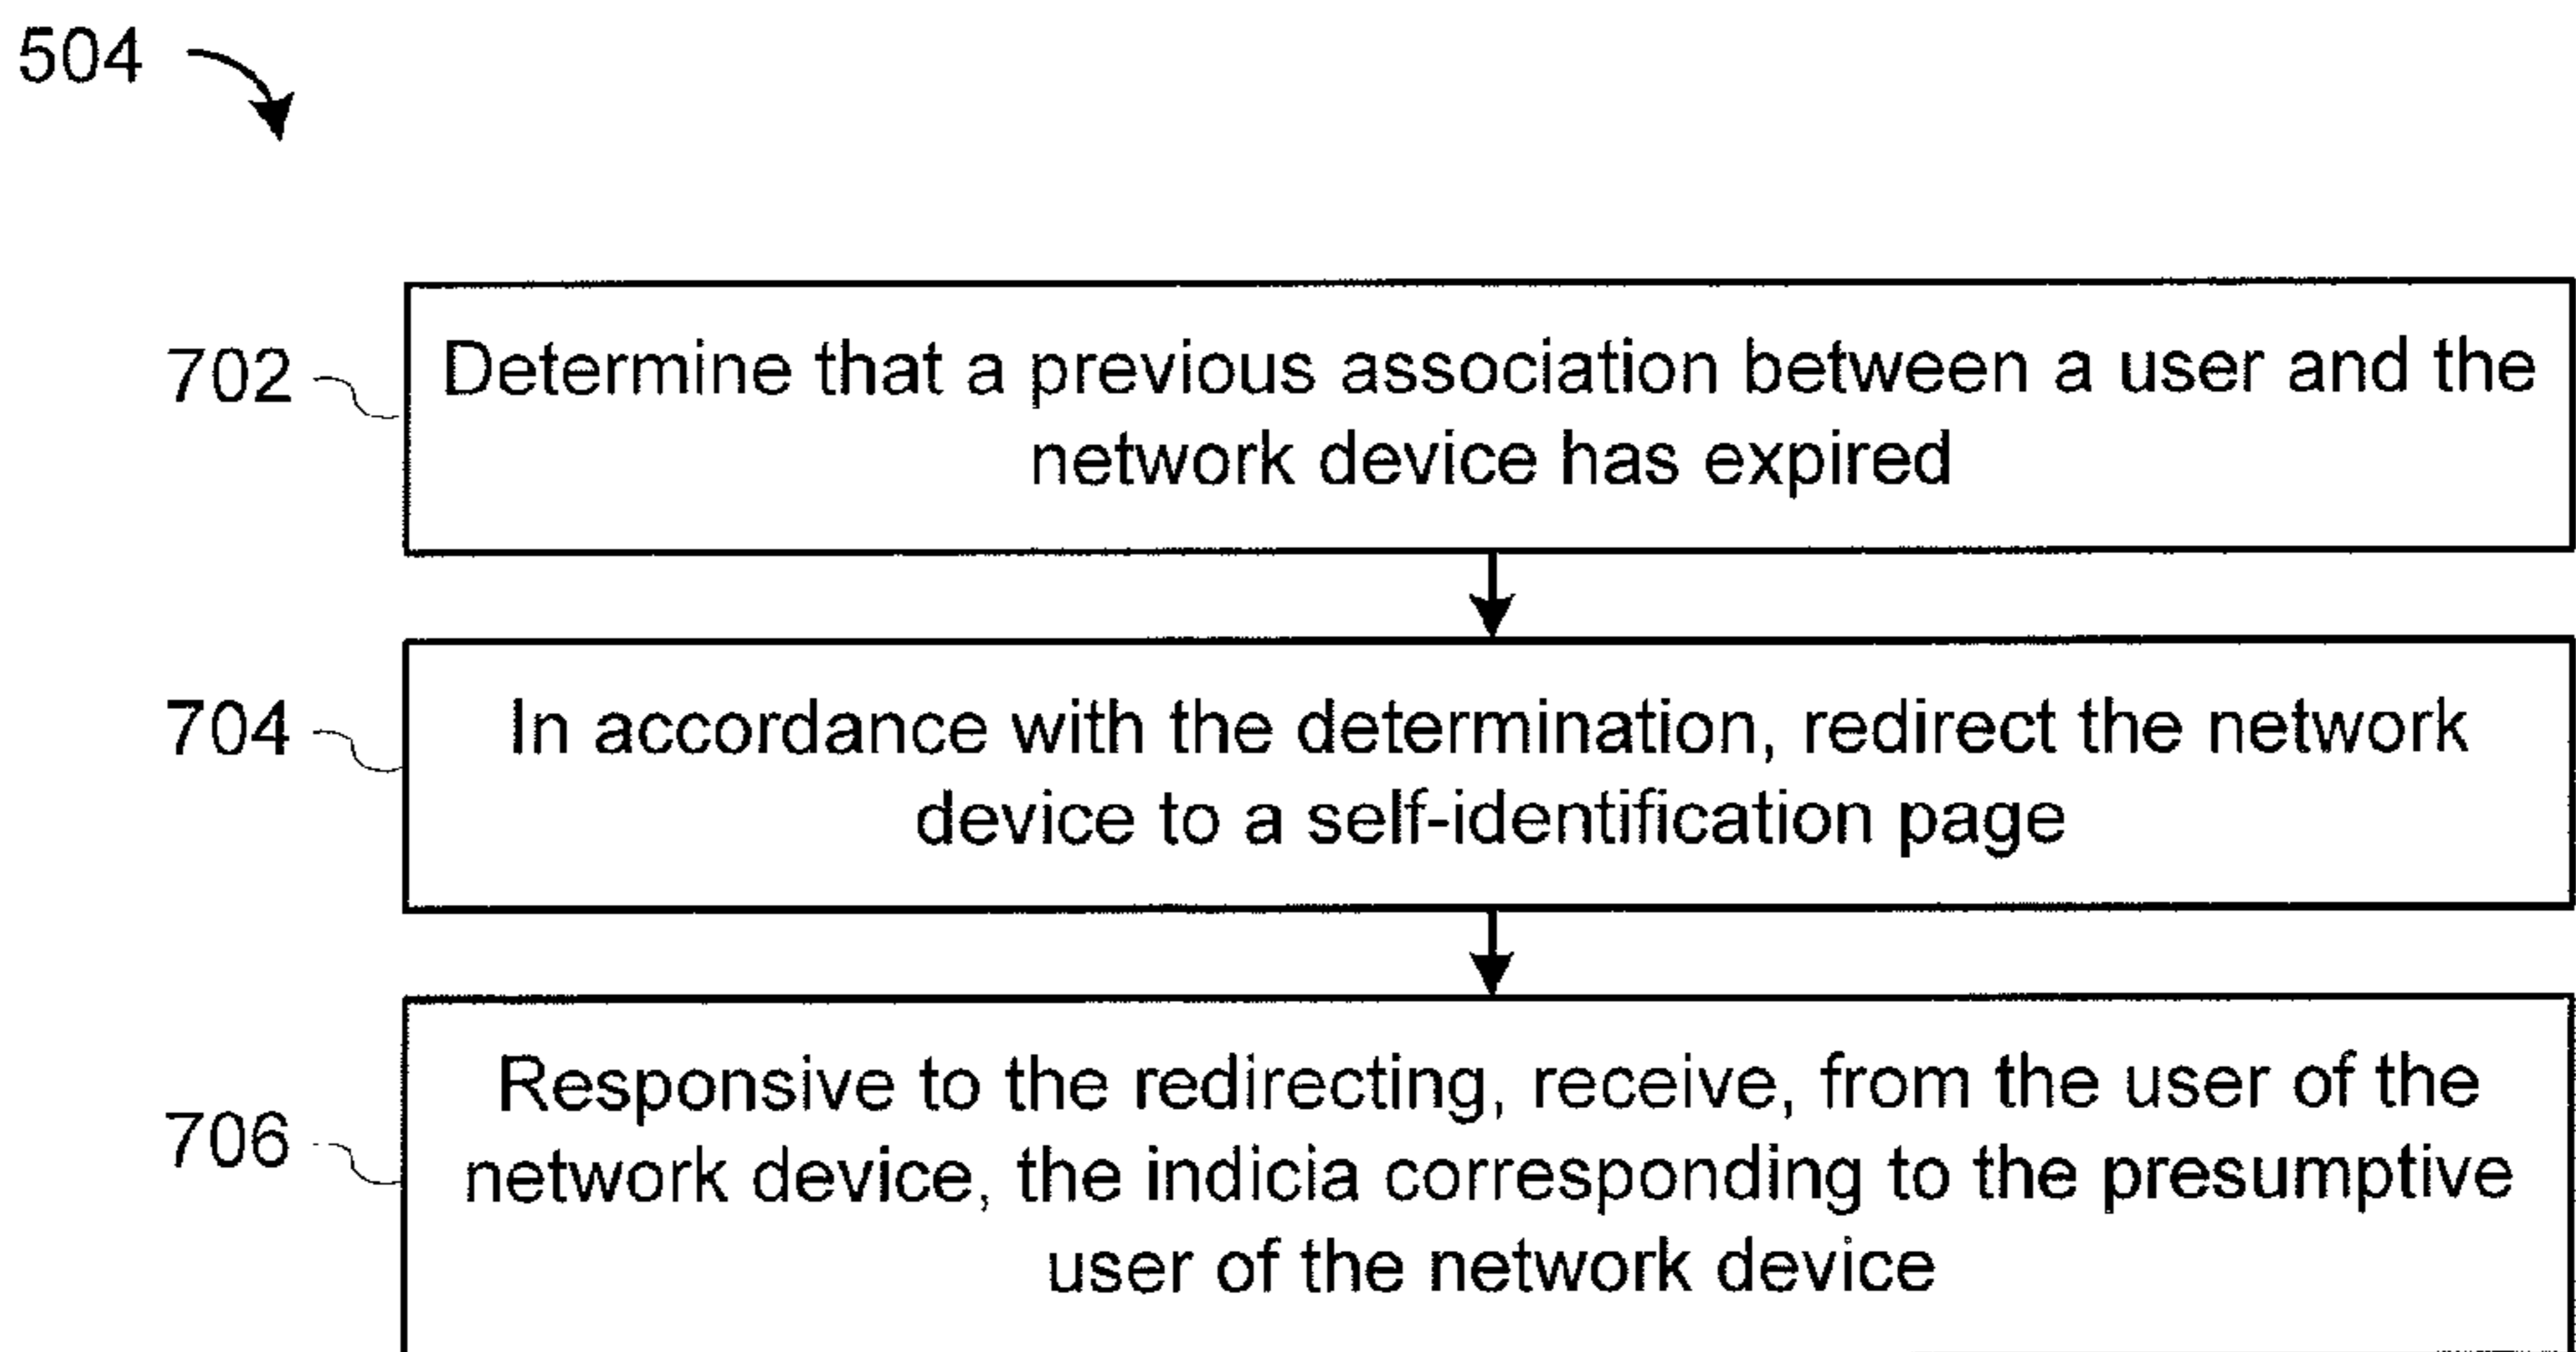 504
702
Determine that a previous association between a user and the
network device has expired
704
In accordance with the determination, redirect the network
device to a self-identification page
706
Responsive to the redirecting, receive, from the user of the
network device, the indicia corresponding to the presumptive
user of the network device